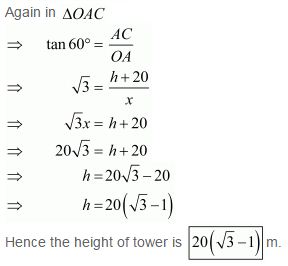 Again in ΔOAC
⇒ tan 60° = AC/OA
⇒ √3 = h+20/x
⇒ √3x = h+20
⇒ 20√3 = h+20
⇒ h = 20√3 − 20
⇒ h = 20(√3 − 1)
Hence the height of tower is 20(√3 − 1) m.